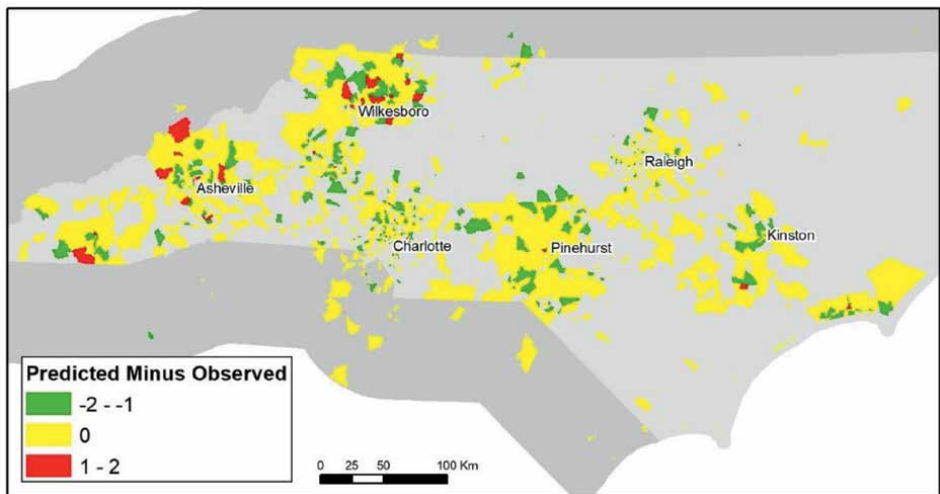 Wilkesboro
Raleigh
Asheville
Kinston
Charlotte
Pinehurst
Predicted Minus Observed
-2 - -1
0
1 - 2
0 25 50 100 Km